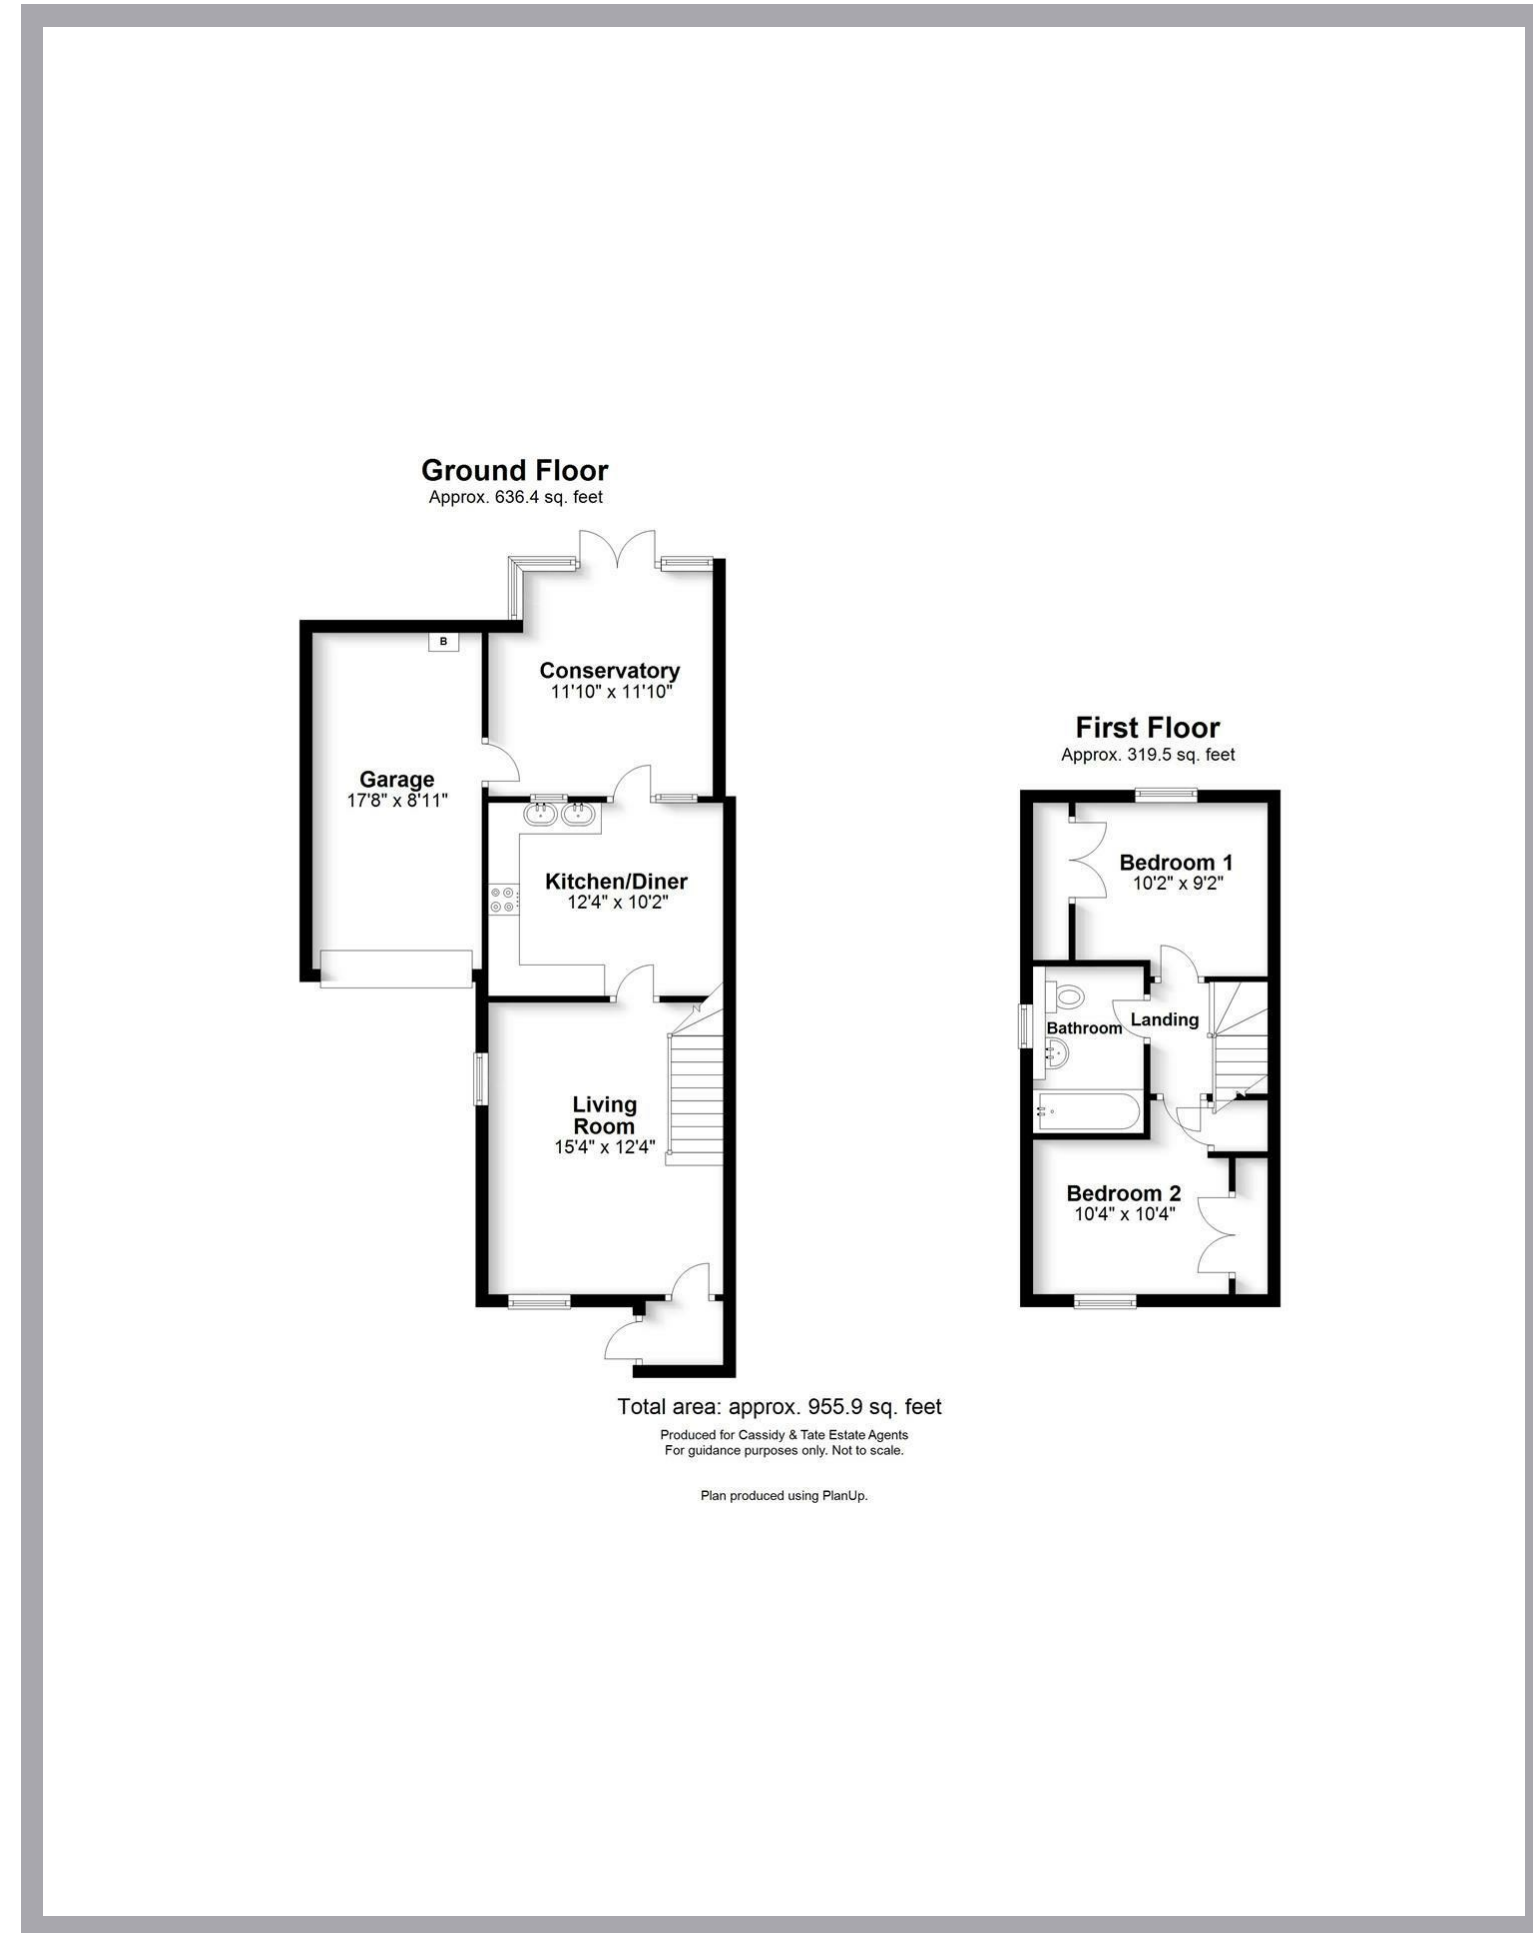 Ground Floor
Approx. 636.4 sq. feet
B
Conservatory
11'10" x 11'10"
Garage
17'8" x 8'11"
Kitchen/Diner
12'4" x 10'2"
Living
Room
15'4" x 12'4"
First Floor
Approx. 319.5 sq. feet
Bedroom 1
10'2" x 9'2"
Landing
Bathroom
Bedroom 2
10'4" x 10'4"
Total area: approx. 955.9 sq. feet
Produced for Cassidy & Tate Estate Agents
For guidance purposes only. Not to scale.
Plan produced using PlanUp.